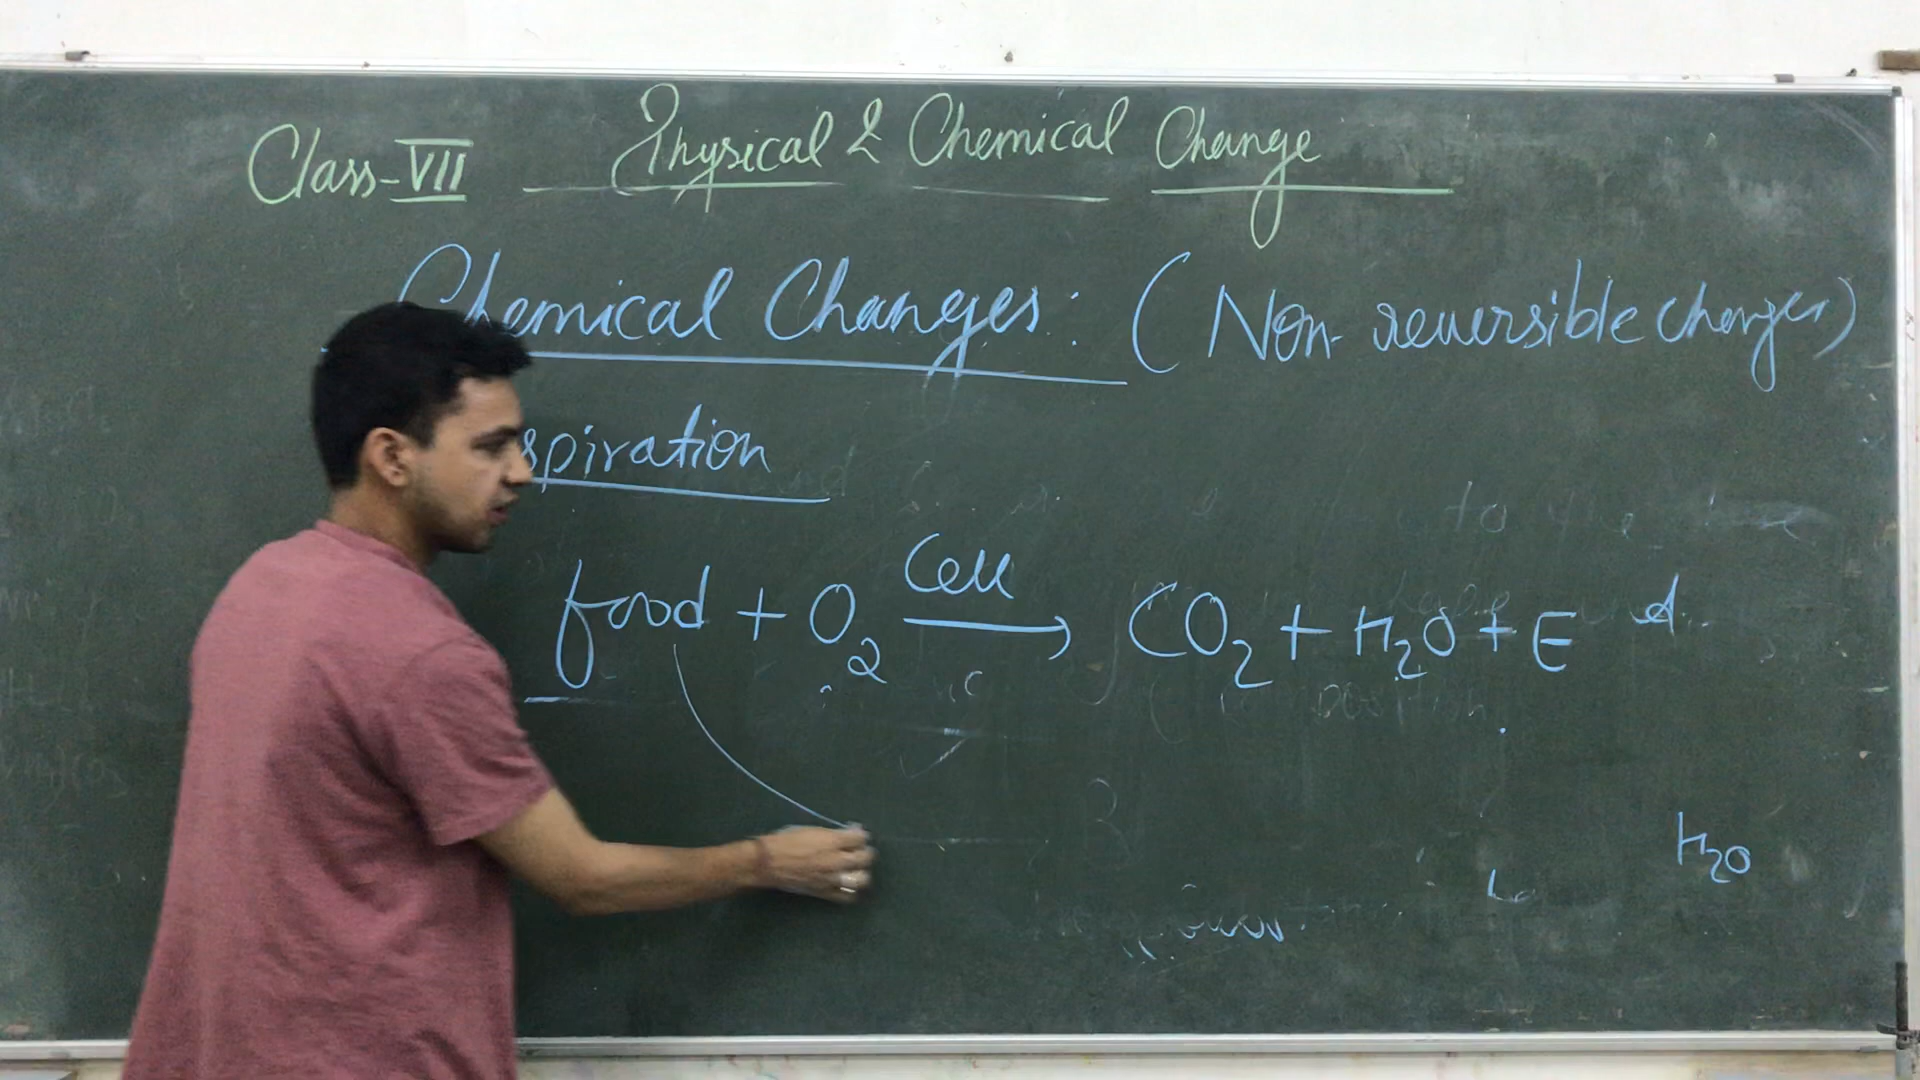 Class-VII Physical & Chemical Change
Chemical Changes: (Non-reversible changes)
spiration
food + O2 Cell → CO2 + H2O + E
H2O